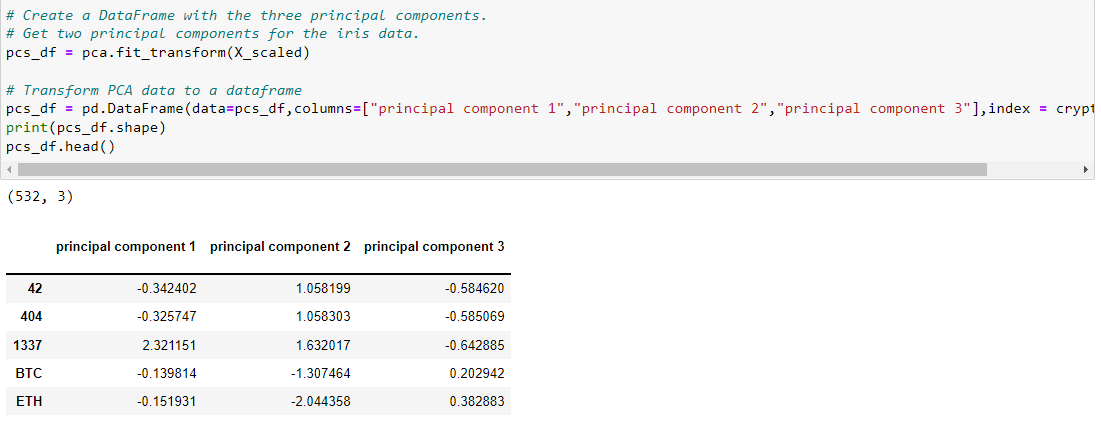 # Create a DataFrame with the three principal components.
# Get two principal components for the iris data.
pcs_df = pca.fit_transform(X_scaled)
# Transform PCA data to a dataframe
pcs_df = pd.DataFrame(data=pcs_df,columns=["principal component 1","principal component 2","principal component 3"],index = crypt
print(pcs_df.shape)
pcs_df.head()
(532, 3)
principal component 1 principal component 2 principal component 3
42 -0.342402 1.058199 -0.584620
404 -0.325747 1.058303 -0.585069
1337 2.321151 1.632017 -0.642885
BTC -0.139814 -1.307464 0.202942
ETH -0.151931 -2.044358 0.382883